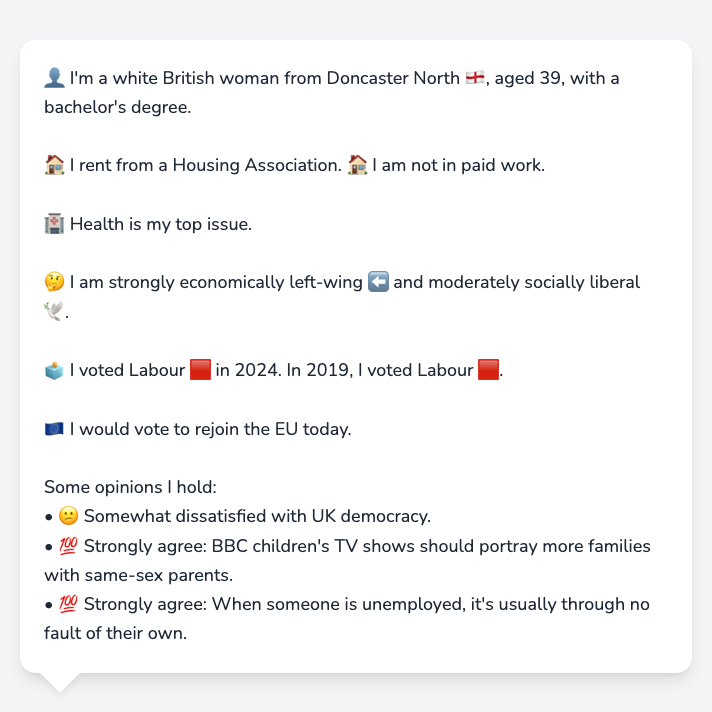 👤 I'm a white British woman from Doncaster North 🏴󠁧󠁢󠁥󠁮󠁧󠁿, aged 39, with a
bachelor's degree.
🏠 I rent from a Housing Association. 🏠 I am not in paid work.
🏥 Health is my top issue.
🤔 I am strongly economically left-wing ⬅️ and moderately socially liberal
🕊️.
🗳️ I voted Labour 🟥 in 2024. In 2019, I voted Labour 🟥.
🇪🇺 I would vote to rejoin the EU today.
Some opinions I hold:
• 😕 Somewhat dissatisfied with UK democracy.
• 💯 Strongly agree: BBC children's TV shows should portray more families
with same-sex parents.
• 💯 Strongly agree: When someone is unemployed, it's usually through no
fault of their own.